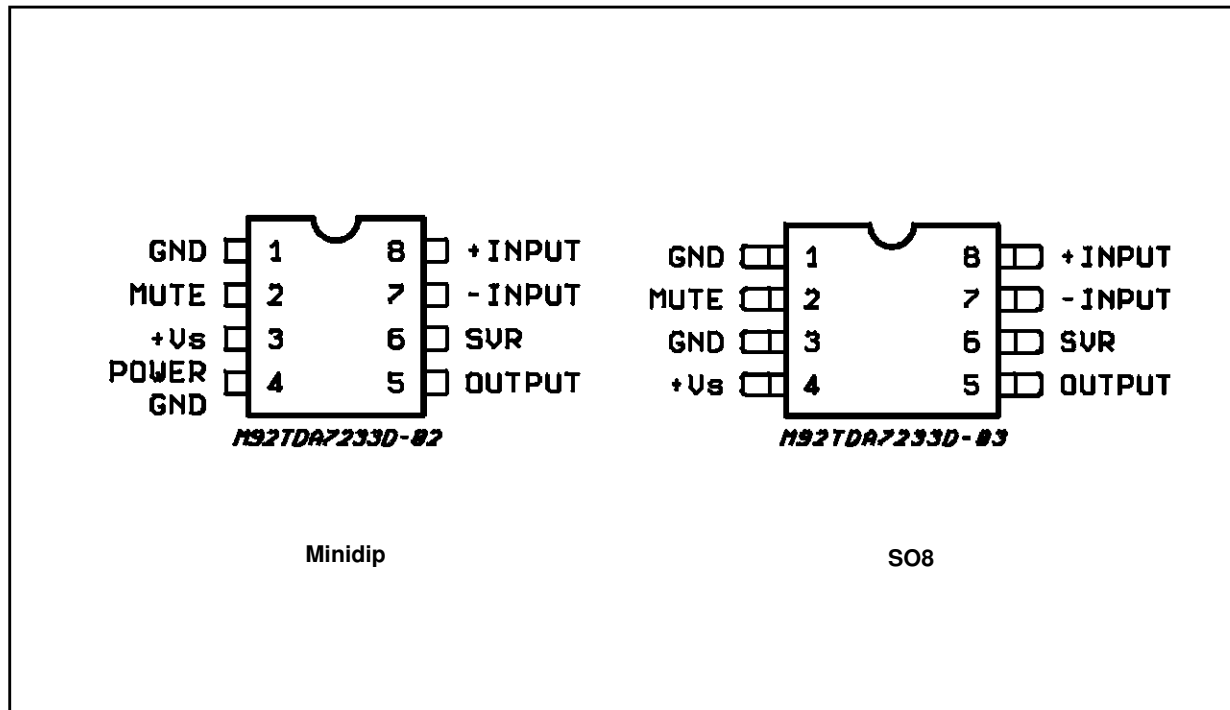 GND 1 8 +INPUT
MUTE 2 7 -INPUT
+Vs 3 6 SVR
POWER GND 4 5 OUTPUT
M92TDA7233D-02
Minidip
GND 1 8 +INPUT
MUTE 2 7 -INPUT
GND 3 6 SVR
+Vs 4 5 OUTPUT
M92TDA7233D-03
SO8